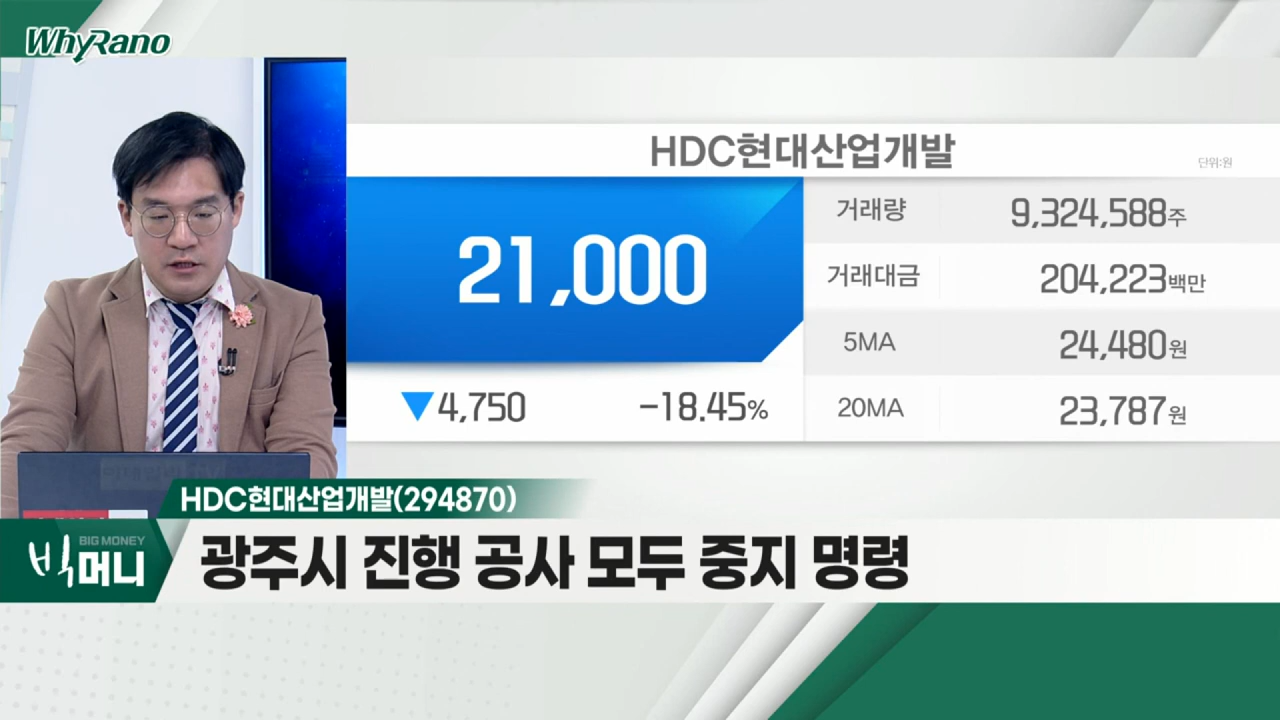 WhyRano
HDC현대산업개발
단위:원
21,000
▼4,750 -18.45%
거래량 9,324,588주
거래대금 204,223백만
5MA 24,480원
20MA 23,787원
HDC현대산업개발(294870)
BIG MONEY
빅머니
광주시 진행 공사 모두 중지 명령